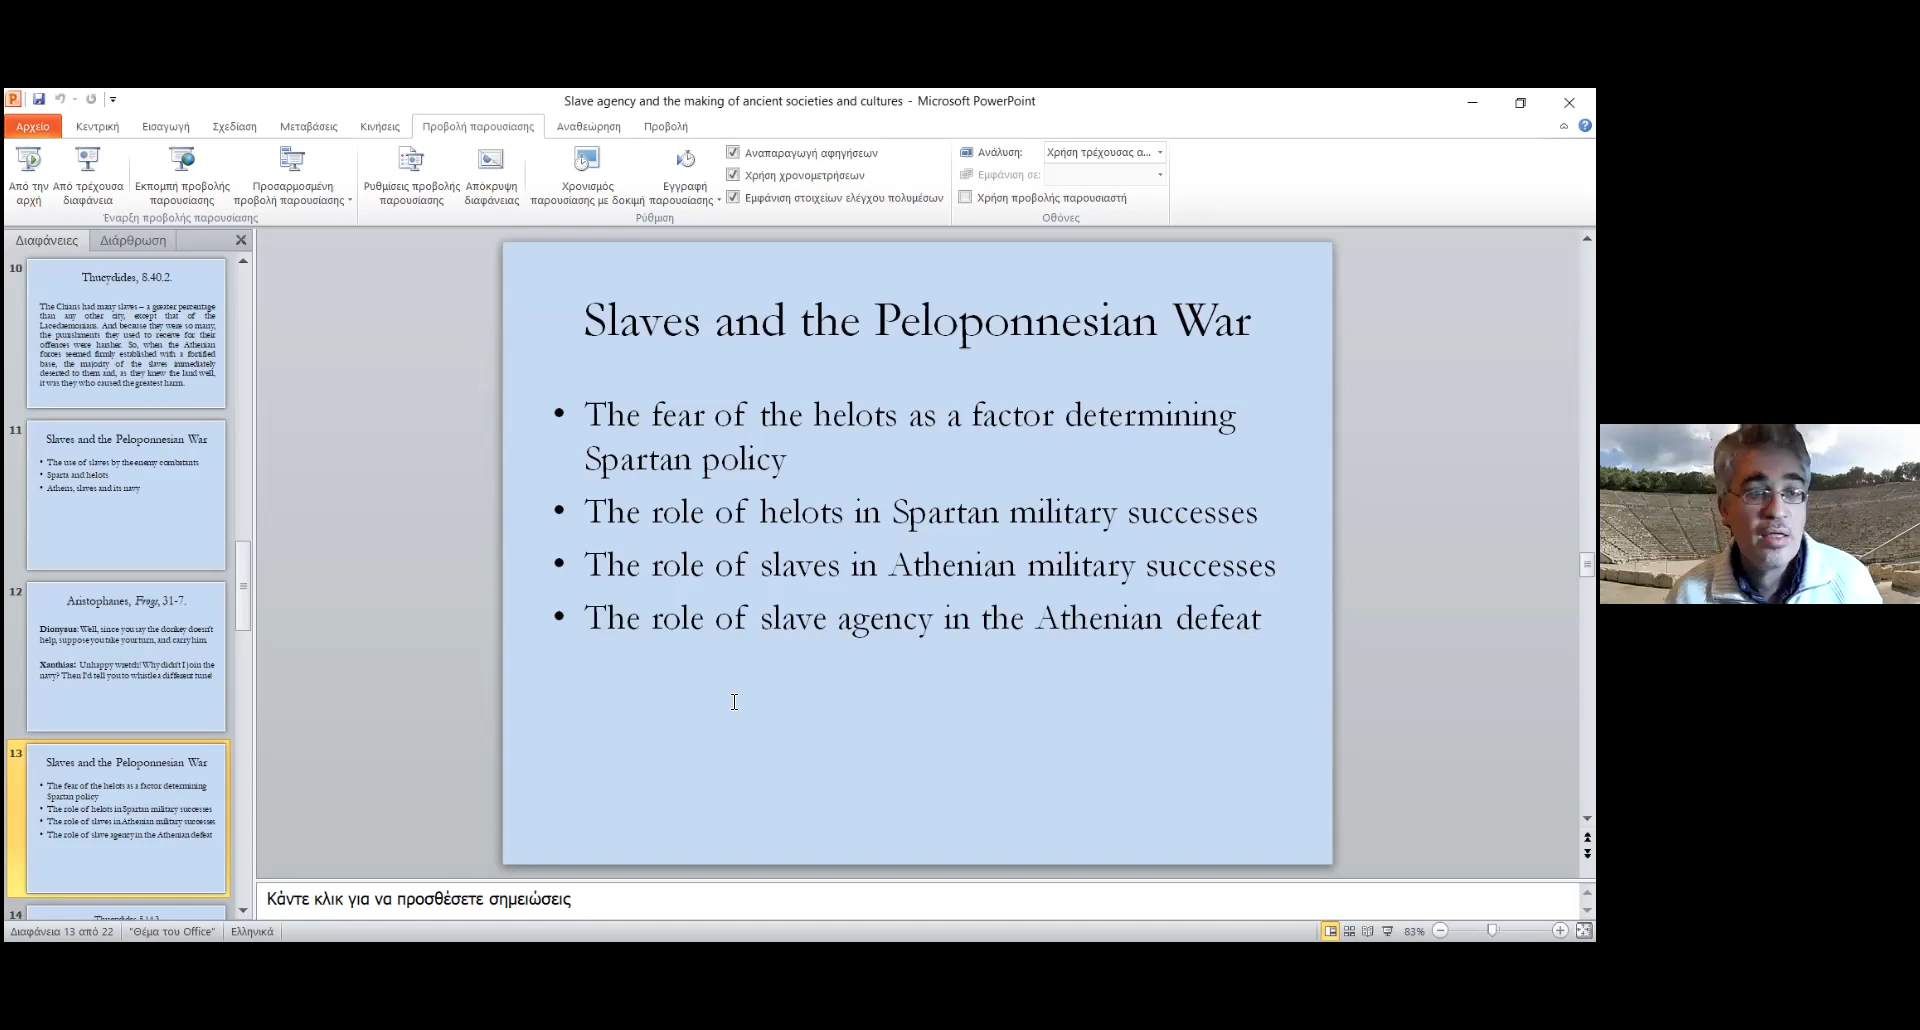 Slave agency and the making of ancient societies and cultures - Microsoft PowerPoint
Αρχείο Κεντρική Εισαγωγή Σχεδίαση Μεταβάσεις Κινήσεις Προβολή παρουσίασης Αναθεώρηση Προβολή
Από την αρχή
Από τρέχουσα διαφάνεια
Εκπομπή προβολής παρουσίασης
Προσαρμοσμένη προβολή παρουσίασης
Έναρξη προβολής παρουσίασης
Ρυθμίσεις προβολής παρουσίασης
Απόκρυψη διαφάνειας
Χρονισμός παρουσίασης με δοκιμή
Εγγραφή παρουσίασης
Αναπαραγωγή αφηγήσεων
Χρήση χρονομετρήσεων
Εμφάνιση στοιχείων ελέγχου πολυμέσων
Ρύθμιση
Ανάλυση: Χρήση τρέχουσας α...
Εμφάνιση σε:
Χρήση προβολής παρουσιαστή
Οθόνες
Διαφάνειες Διάρθρωση
10
Thucydides, 8.40.2.
The Chians had many slaves – a greater percentage
than any other city, except that of the
Lacedaemonians. And because they were so many,
the punishments they used to receive for their
offences were harsher. So, when the Athenian
forces seemed firmly established with a fortified
base, the majority of the slaves immediately
deserted to them and, as they knew the land well,
it was they who caused the greatest harm.
11
Slaves and the Peloponnesian War
• The use of slaves by the enemy combatants
• Sparta and helots
• Athens, slaves and its navy
12
Aristophanes, Frogs, 31-7.
Dionysus: Well, since you say the donkey doesn't
help, suppose you take your turn, and carry him.
Xanthias: Unhappy wretch! Why didn't I join the
navy? Then I'd tell you to whistle a different tune!
13
Slaves and the Peloponnesian War
• The fear of the helots as a factor determining
Spartan policy
• The role of helots in Spartan military successes
• The role of slaves in Athenian military successes
• The role of slave agency in the Athenian defeat
14
Slaves and the Peloponnesian War
• The fear of the helots as a factor determining
Spartan policy
• The role of helots in Spartan military successes
• The role of slaves in Athenian military successes
• The role of slave agency in the Athenian defeat
Κάντε κλικ για να προσθέσετε σημειώσεις
Διαφάνεια 13 από 22 "Θέμα του Office" Ελληνικά 83%